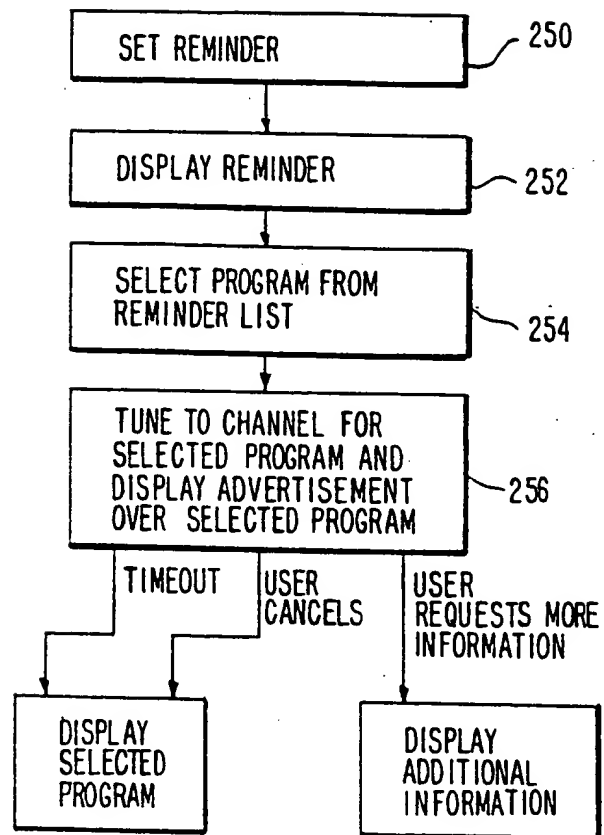 SET REMINDER
250
DISPLAY REMINDER
252
SELECT PROGRAM FROM
REMINDER LIST
254
TUNE TO CHANNEL FOR
SELECTED PROGRAM AND
DISPLAY ADVERTISEMENT
OVER SELECTED PROGRAM
256
TIMEOUT
USER
CANCELS
USER
REQUESTS MORE
INFORMATION
DISPLAY
SELECTED
PROGRAM
DISPLAY
ADDITIONAL
INFORMATION